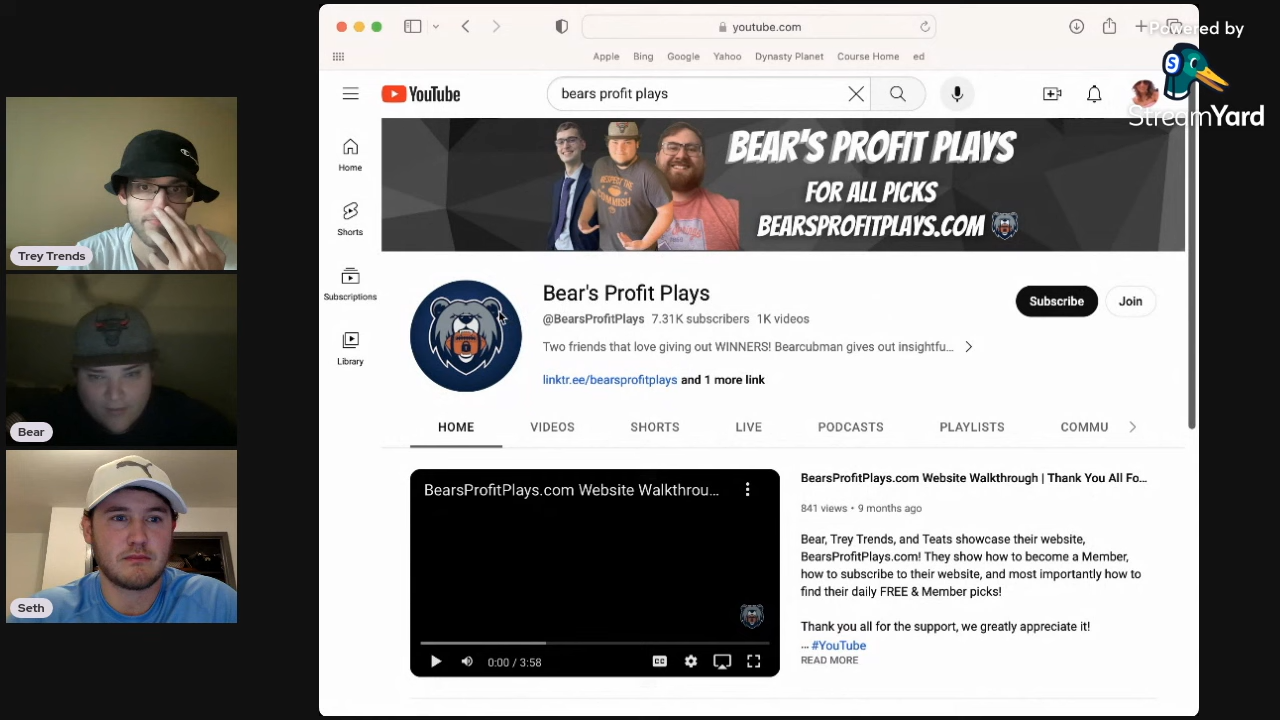 Powered by
StreamYard
youtube.com
Apple Bing Google Yahoo Dynasty Planet Course Home ed
YouTube
bears profit plays
Home
Shorts
Subscriptions
Library
BEAR'S PROFIT PLAYS
FOR ALL PICKS
BEARSPROFITPLAYS.COM
RESPECT THE
COMMISH
Bear's Profit Plays
@BearsProfitPlays 7.31K subscribers 1K videos
Two friends that love giving out WINNERS! Bearcubman gives out insightfu...
linktr.ee/bearsprofitplays and 1 more link
Subscribe
Join
HOME VIDEOS SHORTS LIVE PODCASTS PLAYLISTS COMMU
BearsProfitPlays.com Website Walkthrou...
0:00 / 3:58
CC
BearsProfitPlays.com Website Walkthrough | Thank You All Fo...
841 views • 9 months ago
Bear, Trey Trends, and Teats showcase their website,
BearsProfitPlays.com! They show how to become a Member,
how to subscribe to their website, and most importantly how to
find their daily FREE & Member picks!
Thank you all for the support, we greatly appreciate it!
... #YouTube
READ MORE
Trey Trends
Bear
Seth